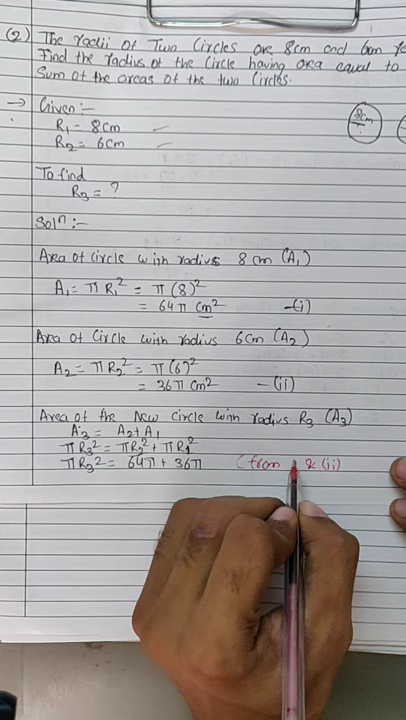 (2) The radii of Two Circles are 8cm and 6cm
Find the radius of the Circle having area equal to
Sum of the areas of the two Circles.
→ Given :-
8cm
R₁ = 8cm
R₂ = 6cm
To find
R₃ = ?
Solⁿ :-
Area of circle with radius 8 cm (A₁)
A₁ = πR₁² = π(8)²
= 64π cm² -(i)
Area of Circle with radius 6cm (A₂)
A₂ = πR₂² = π(6)²
= 36π cm² -(ii)
Area of the New circle with radius R₃ (A₃)
A₃ = A₂ + A₁
πR₃² = πR₂² + πR₁²
πR₃² = 64π + 36π (from & (ii)